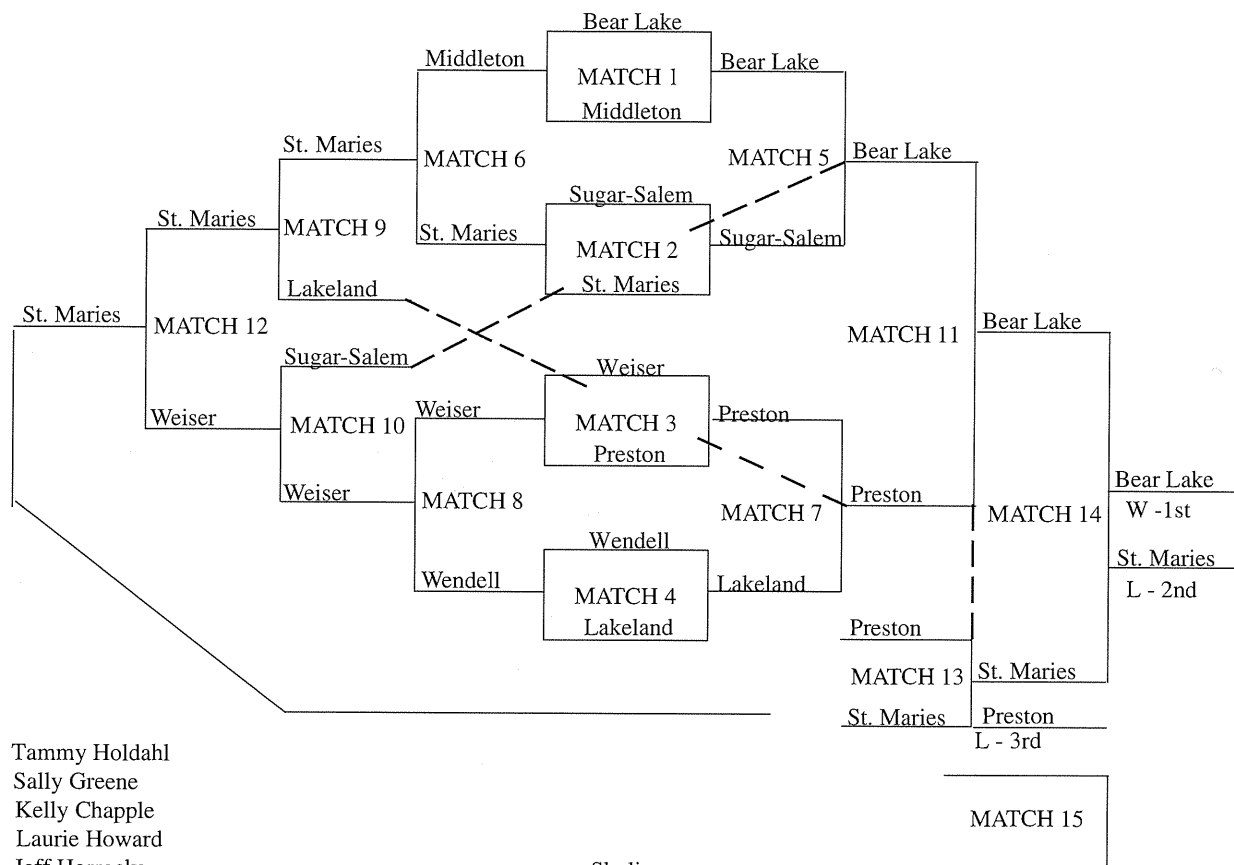 Bear Lake
Middleton
MATCH 1
Bear Lake
Middleton
St. Maries
MATCH 6
MATCH 5
Bear Lake
Sugar-Salem
St. Maries
MATCH 9
St. Maries
MATCH 2
Sugar-Salem
Lakeland
St. Maries
St. Maries
MATCH 12
MATCH 11
Bear Lake
Sugar-Salem
Weiser
Weiser
MATCH 10
Weiser
MATCH 3
Preston
Preston
Weiser
MATCH 8
MATCH 7
Preston
MATCH 14
Bear Lake
W -1st
Wendell
Wendell
MATCH 4
Lakeland
St. Maries
L - 2nd
Lakeland
Preston
MATCH 13
St. Maries
St. Maries
Preston
L - 3rd
Tammy Holdahl
Sally Greene
Kelly Chapple
Laurie Howard
MATCH 15